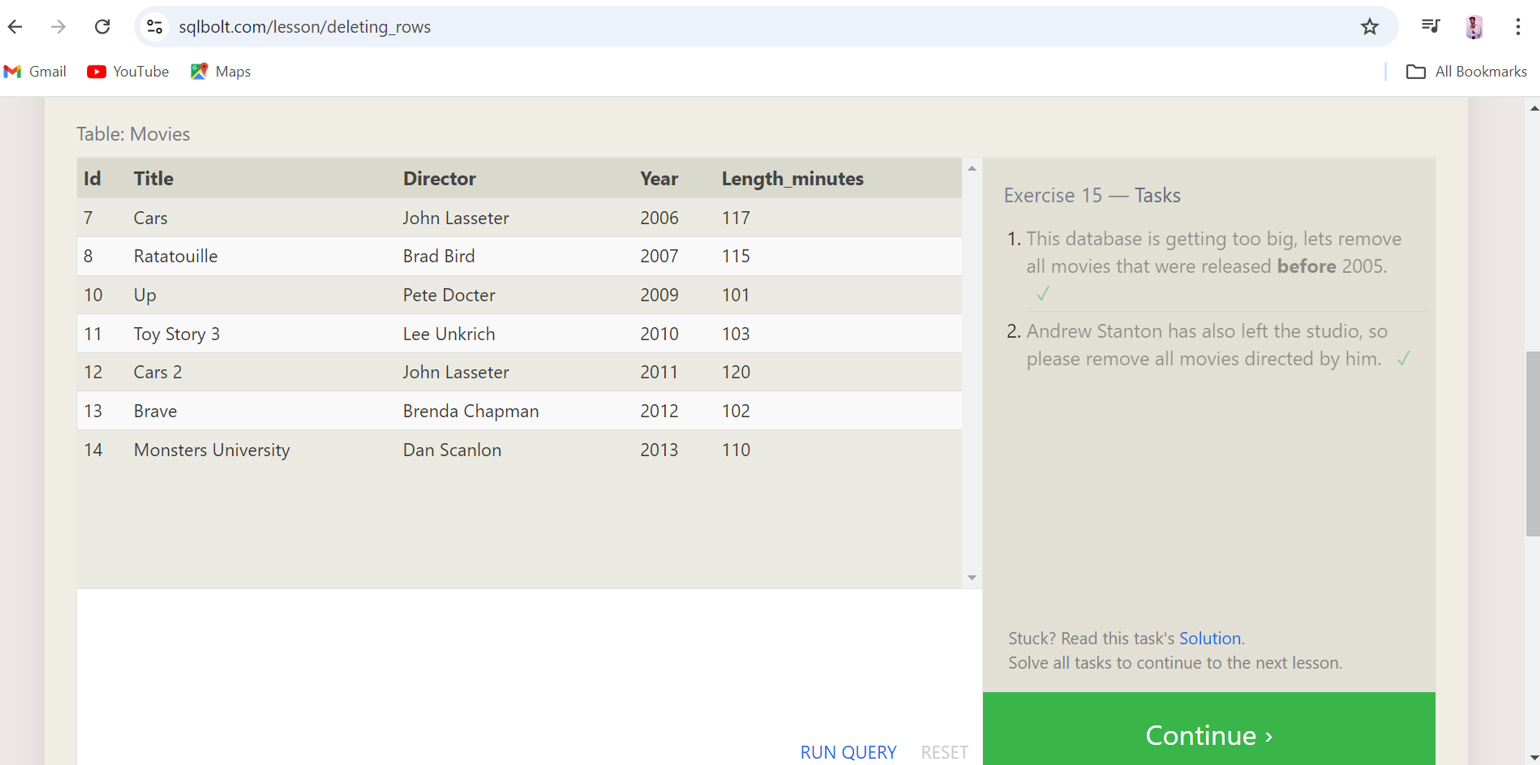 sqlbolt.com/lesson/deleting_rows
Gmail YouTube Maps All Bookmarks
Table: Movies
Id Title Director Year Length_minutes
7 Cars John Lasseter 2006 117
8 Ratatouille Brad Bird 2007 115
10 Up Pete Docter 2009 101
11 Toy Story 3 Lee Unkrich 2010 103
12 Cars 2 John Lasseter 2011 120
13 Brave Brenda Chapman 2012 102
14 Monsters University Dan Scanlon 2013 110
RUN QUERY RESET
Exercise 15 — Tasks
1. This database is getting too big, lets remove
all movies that were released before 2005.
✓
2. Andrew Stanton has also left the studio, so
please remove all movies directed by him. ✓
Stuck? Read this task's Solution.
Solve all tasks to continue to the next lesson.
Continue ›